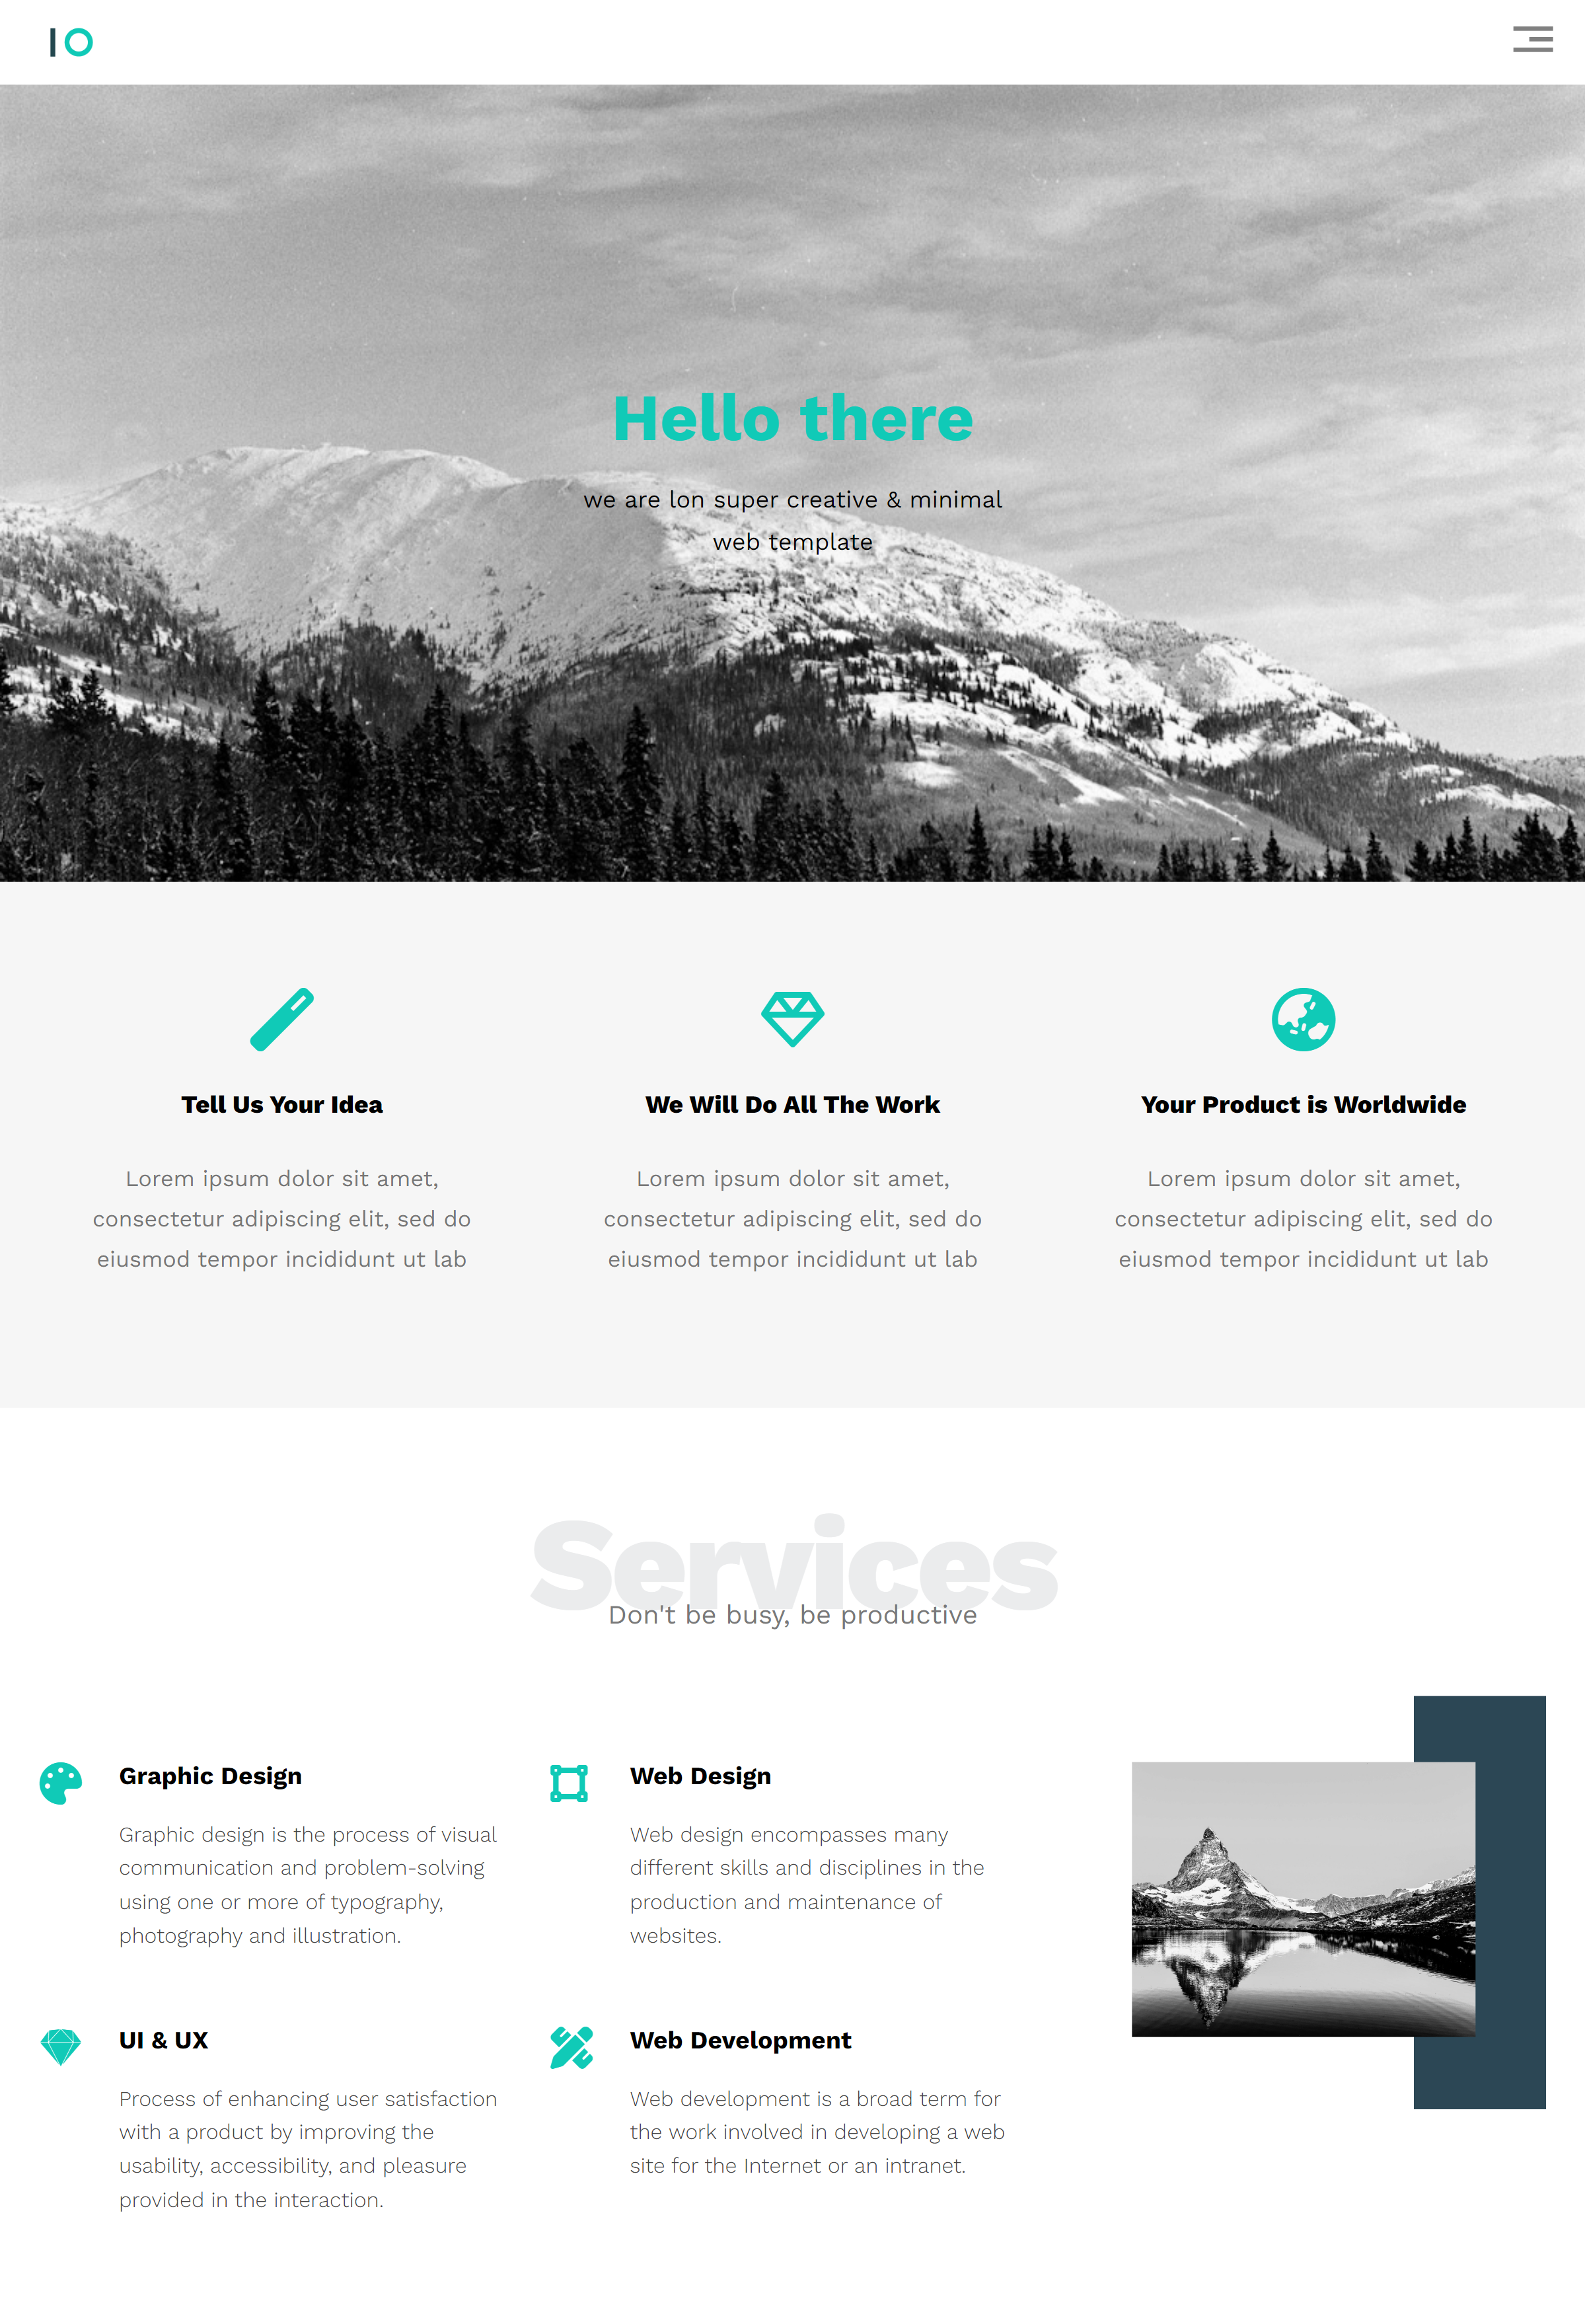 IO
Hello there
we are lon super creative & minimal
web template
Tell Us Your Idea
Lorem ipsum dolor sit amet,
consectetur adipiscing elit, sed do
eiusmod tempor incididunt ut lab
We Will Do All The Work
Lorem ipsum dolor sit amet,
consectetur adipiscing elit, sed do
eiusmod tempor incididunt ut lab
Your Product is Worldwide
Lorem ipsum dolor sit amet,
consectetur adipiscing elit, sed do
eiusmod tempor incididunt ut lab
Services
Don't be busy, be productive
Graphic Design
Graphic design is the process of visual
communication and problem-solving
using one or more of typography,
photography and illustration.
Web Design
Web design encompasses many
different skills and disciplines in the
production and maintenance of
websites.
UI & UX
Process of enhancing user satisfaction
with a product by improving the
usability, accessibility, and pleasure
provided in the interaction.
Web Development
Web development is a broad term for
the work involved in developing a web
site for the Internet or an intranet.